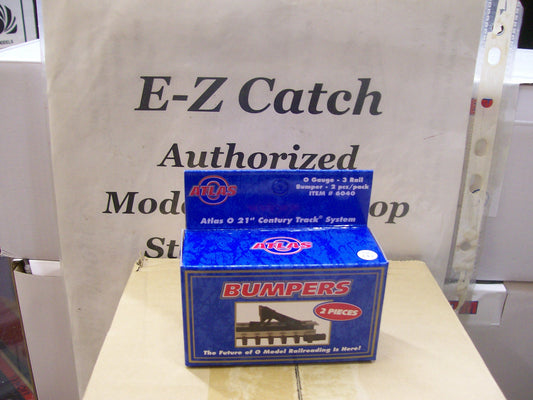 E-Z Catch
Authorized
Mode op
St
ATLAS
O Gauge - 3 Rail
Bumper - 2 pcs/pack
ITEM # 6040
Atlas O 21st Century Track® System
ATLAS
BUMPERS
2 PIECES
The Future of O Model Railroading Is Here!